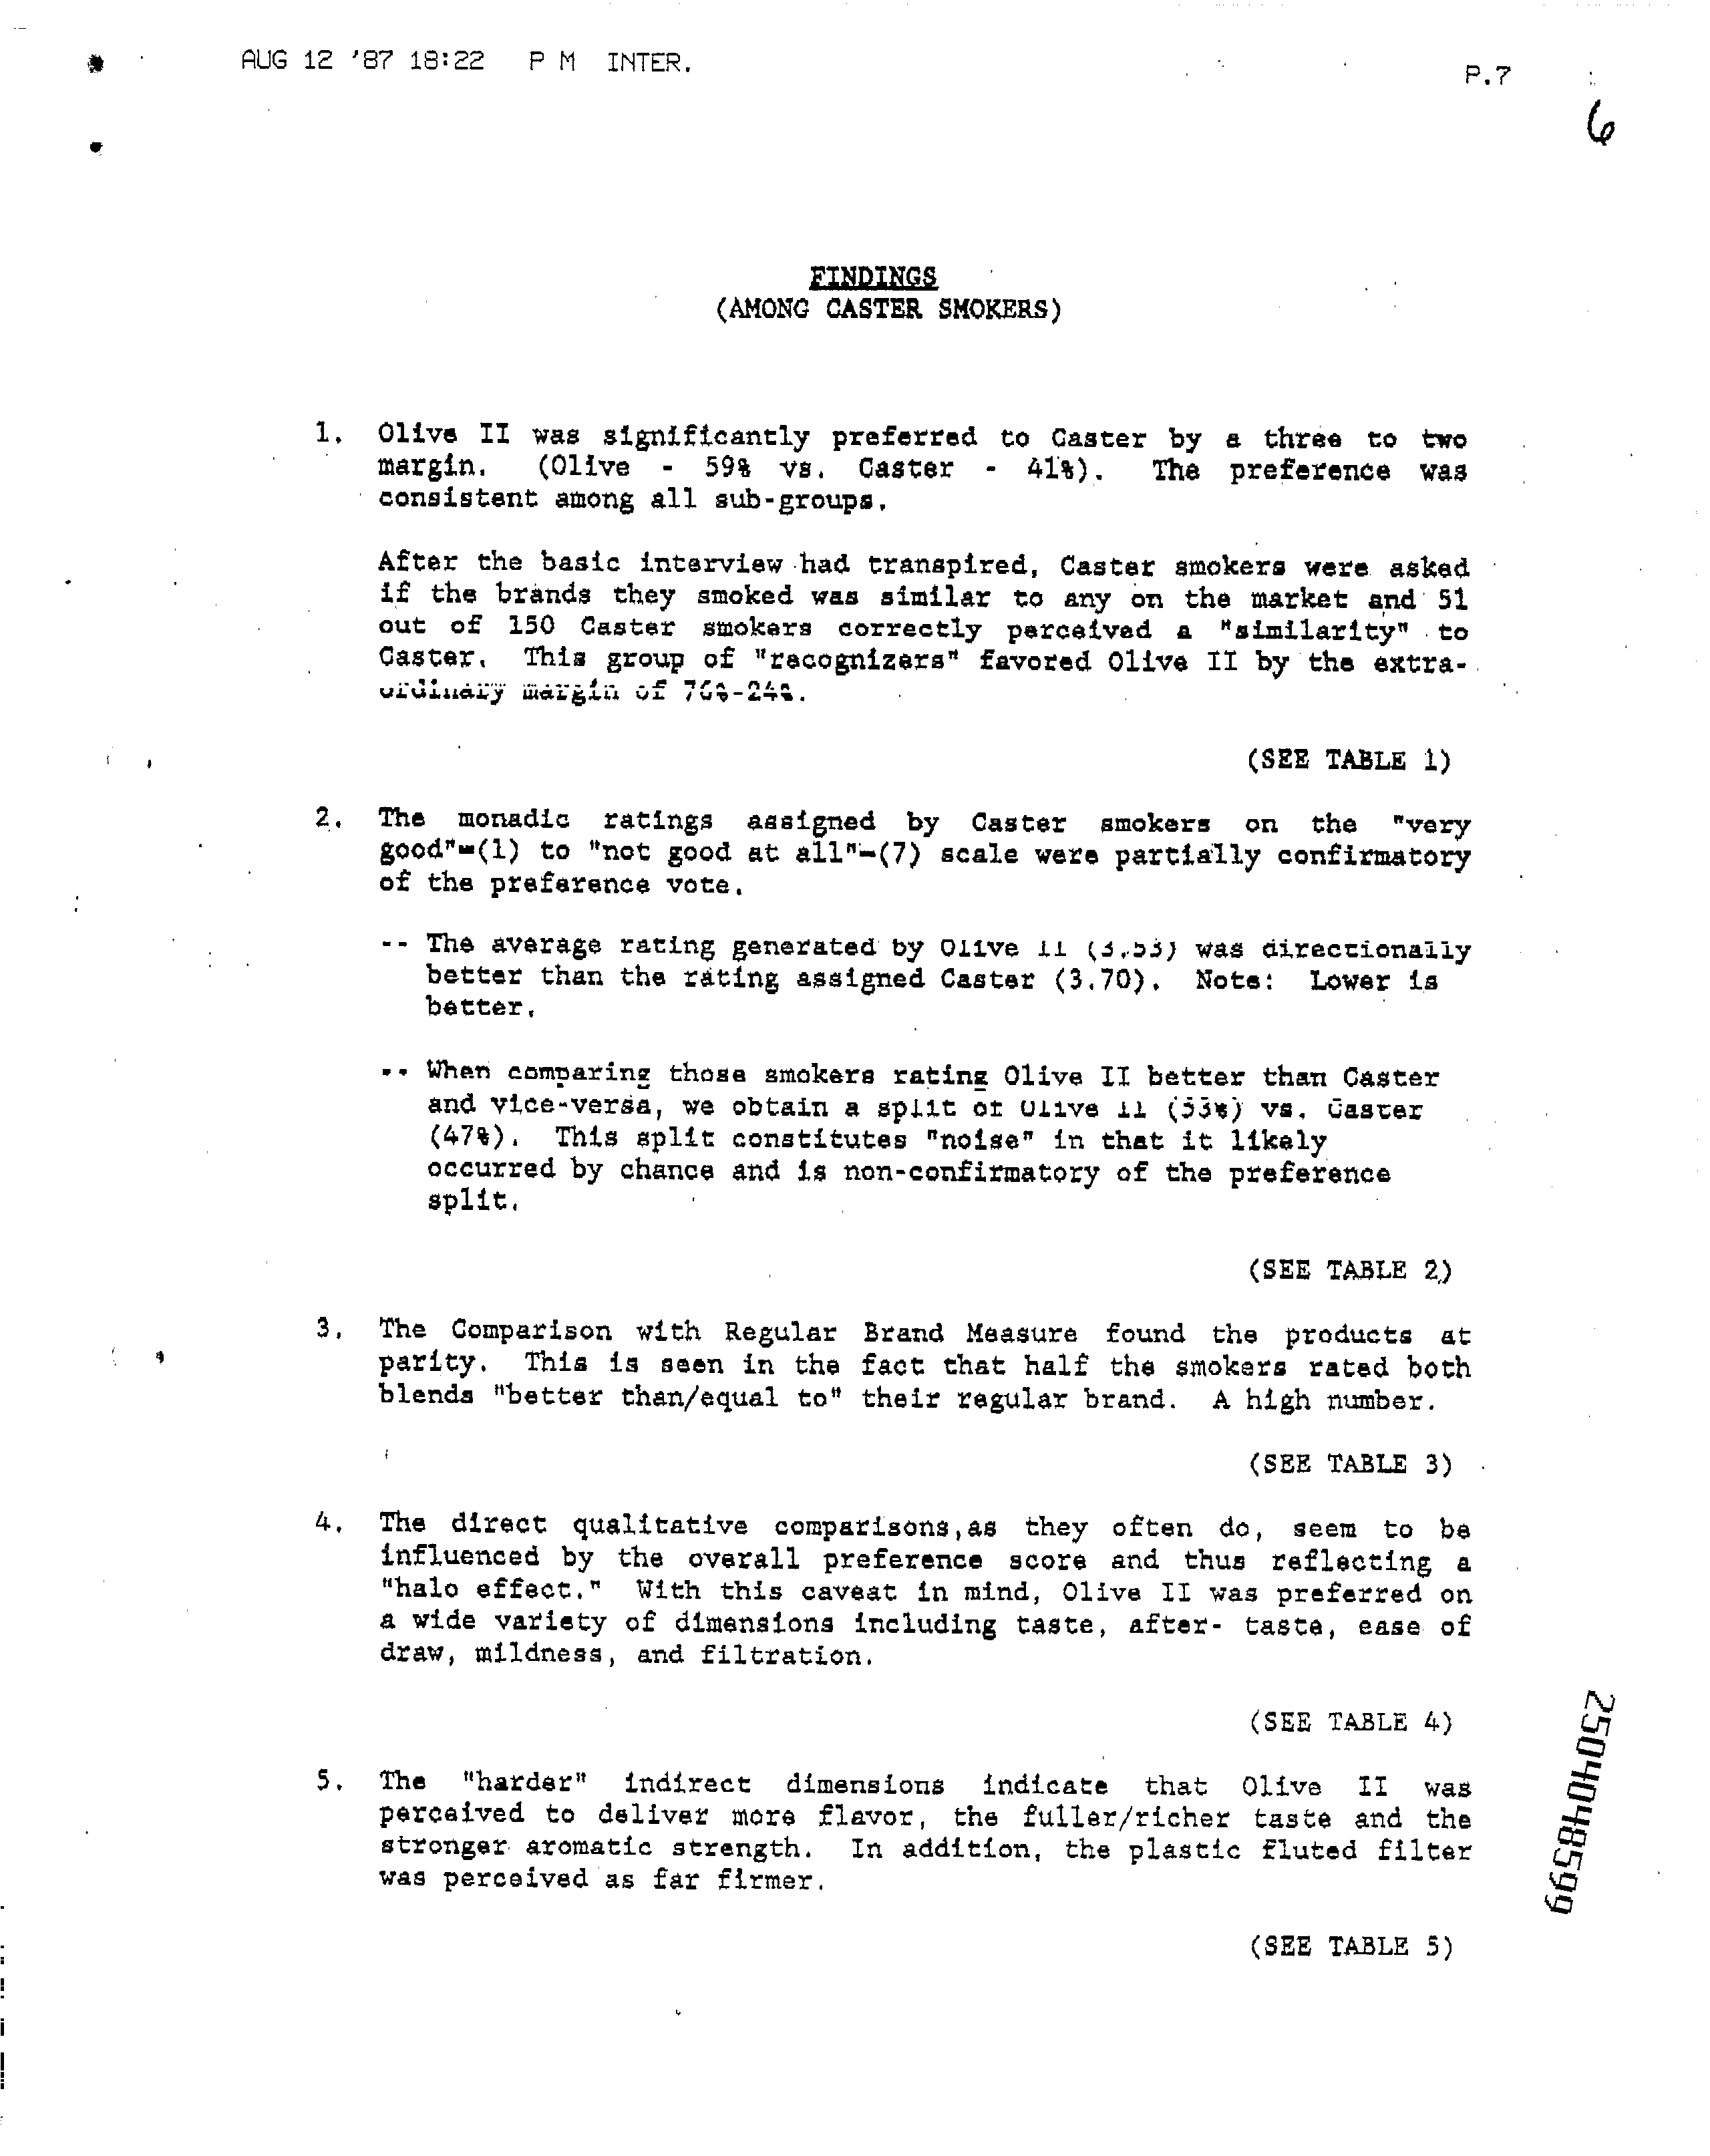 AUG 12 '87 18:22 P M INTER.
P.7
6
FINDINGS
(AMONG CASTER SMOKERS)
1. Olive II was significantly preferred to Caster by a three to two
margin. (Olive - 59% vs. Caster - 41%). The preference was
consistent among all sub-groups.
After the basic interview had transpired, Caster smokers were asked
if the brands they smoked was similar to any on the market and 51
out of 150 Caster smokers correctly perceived a "similarity" to
Caster. This group of "recognizers" favored Olive II by the extra-
ordinary margin of 76%-24%.
(SEE TABLE 1)
2. The monadic ratings assigned by Caster smokers on the "very
good"=(1) to "not good at all"=(7) scale were partially confirmatory
of the preference vote.
-- The average rating generated by Olive II (3.53) was directionally
better than the rating assigned Caster (3.70). Note: Lower is
better.
-- When comparing those smokers rating Olive II better than Caster
and vice-versa, we obtain a split of Olive II (53%) vs. Caster
(47%). This split constitutes "noise" in that it likely
occurred by chance and is non-confirmatory of the preference
split.
(SEE TABLE 2)
3. The Comparison with Regular Brand Measure found the products at
parity. This is seen in the fact that half the smokers rated both
blends "better than/equal to" their regular brand. A high number.
(SEE TABLE 3)
4. The direct qualitative comparisons,as they often do, seem to be
influenced by the overall preference score and thus reflecting a
"halo effect." With this caveat in mind, Olive II was preferred on
a wide variety of dimensions including taste, after- taste, ease of
draw, mildness, and filtration.
(SEE TABLE 4)
5. The "harder" indirect dimensions indicate that Olive II was
perceived to deliver more flavor, the fuller/richer taste and the
stronger aromatic strength. In addition, the plastic fluted filter
was perceived as far firmer.
(SEE TABLE 5)
2504048599